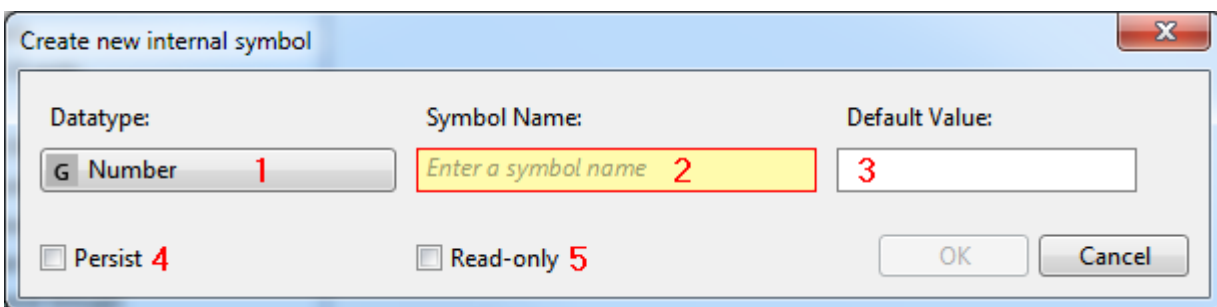 Create new internal symbol
x
Datatype: Symbol Name: Default Value:
G Number 1 Enter a symbol name 2 3
Persist 4 Read-only 5 OK Cancel